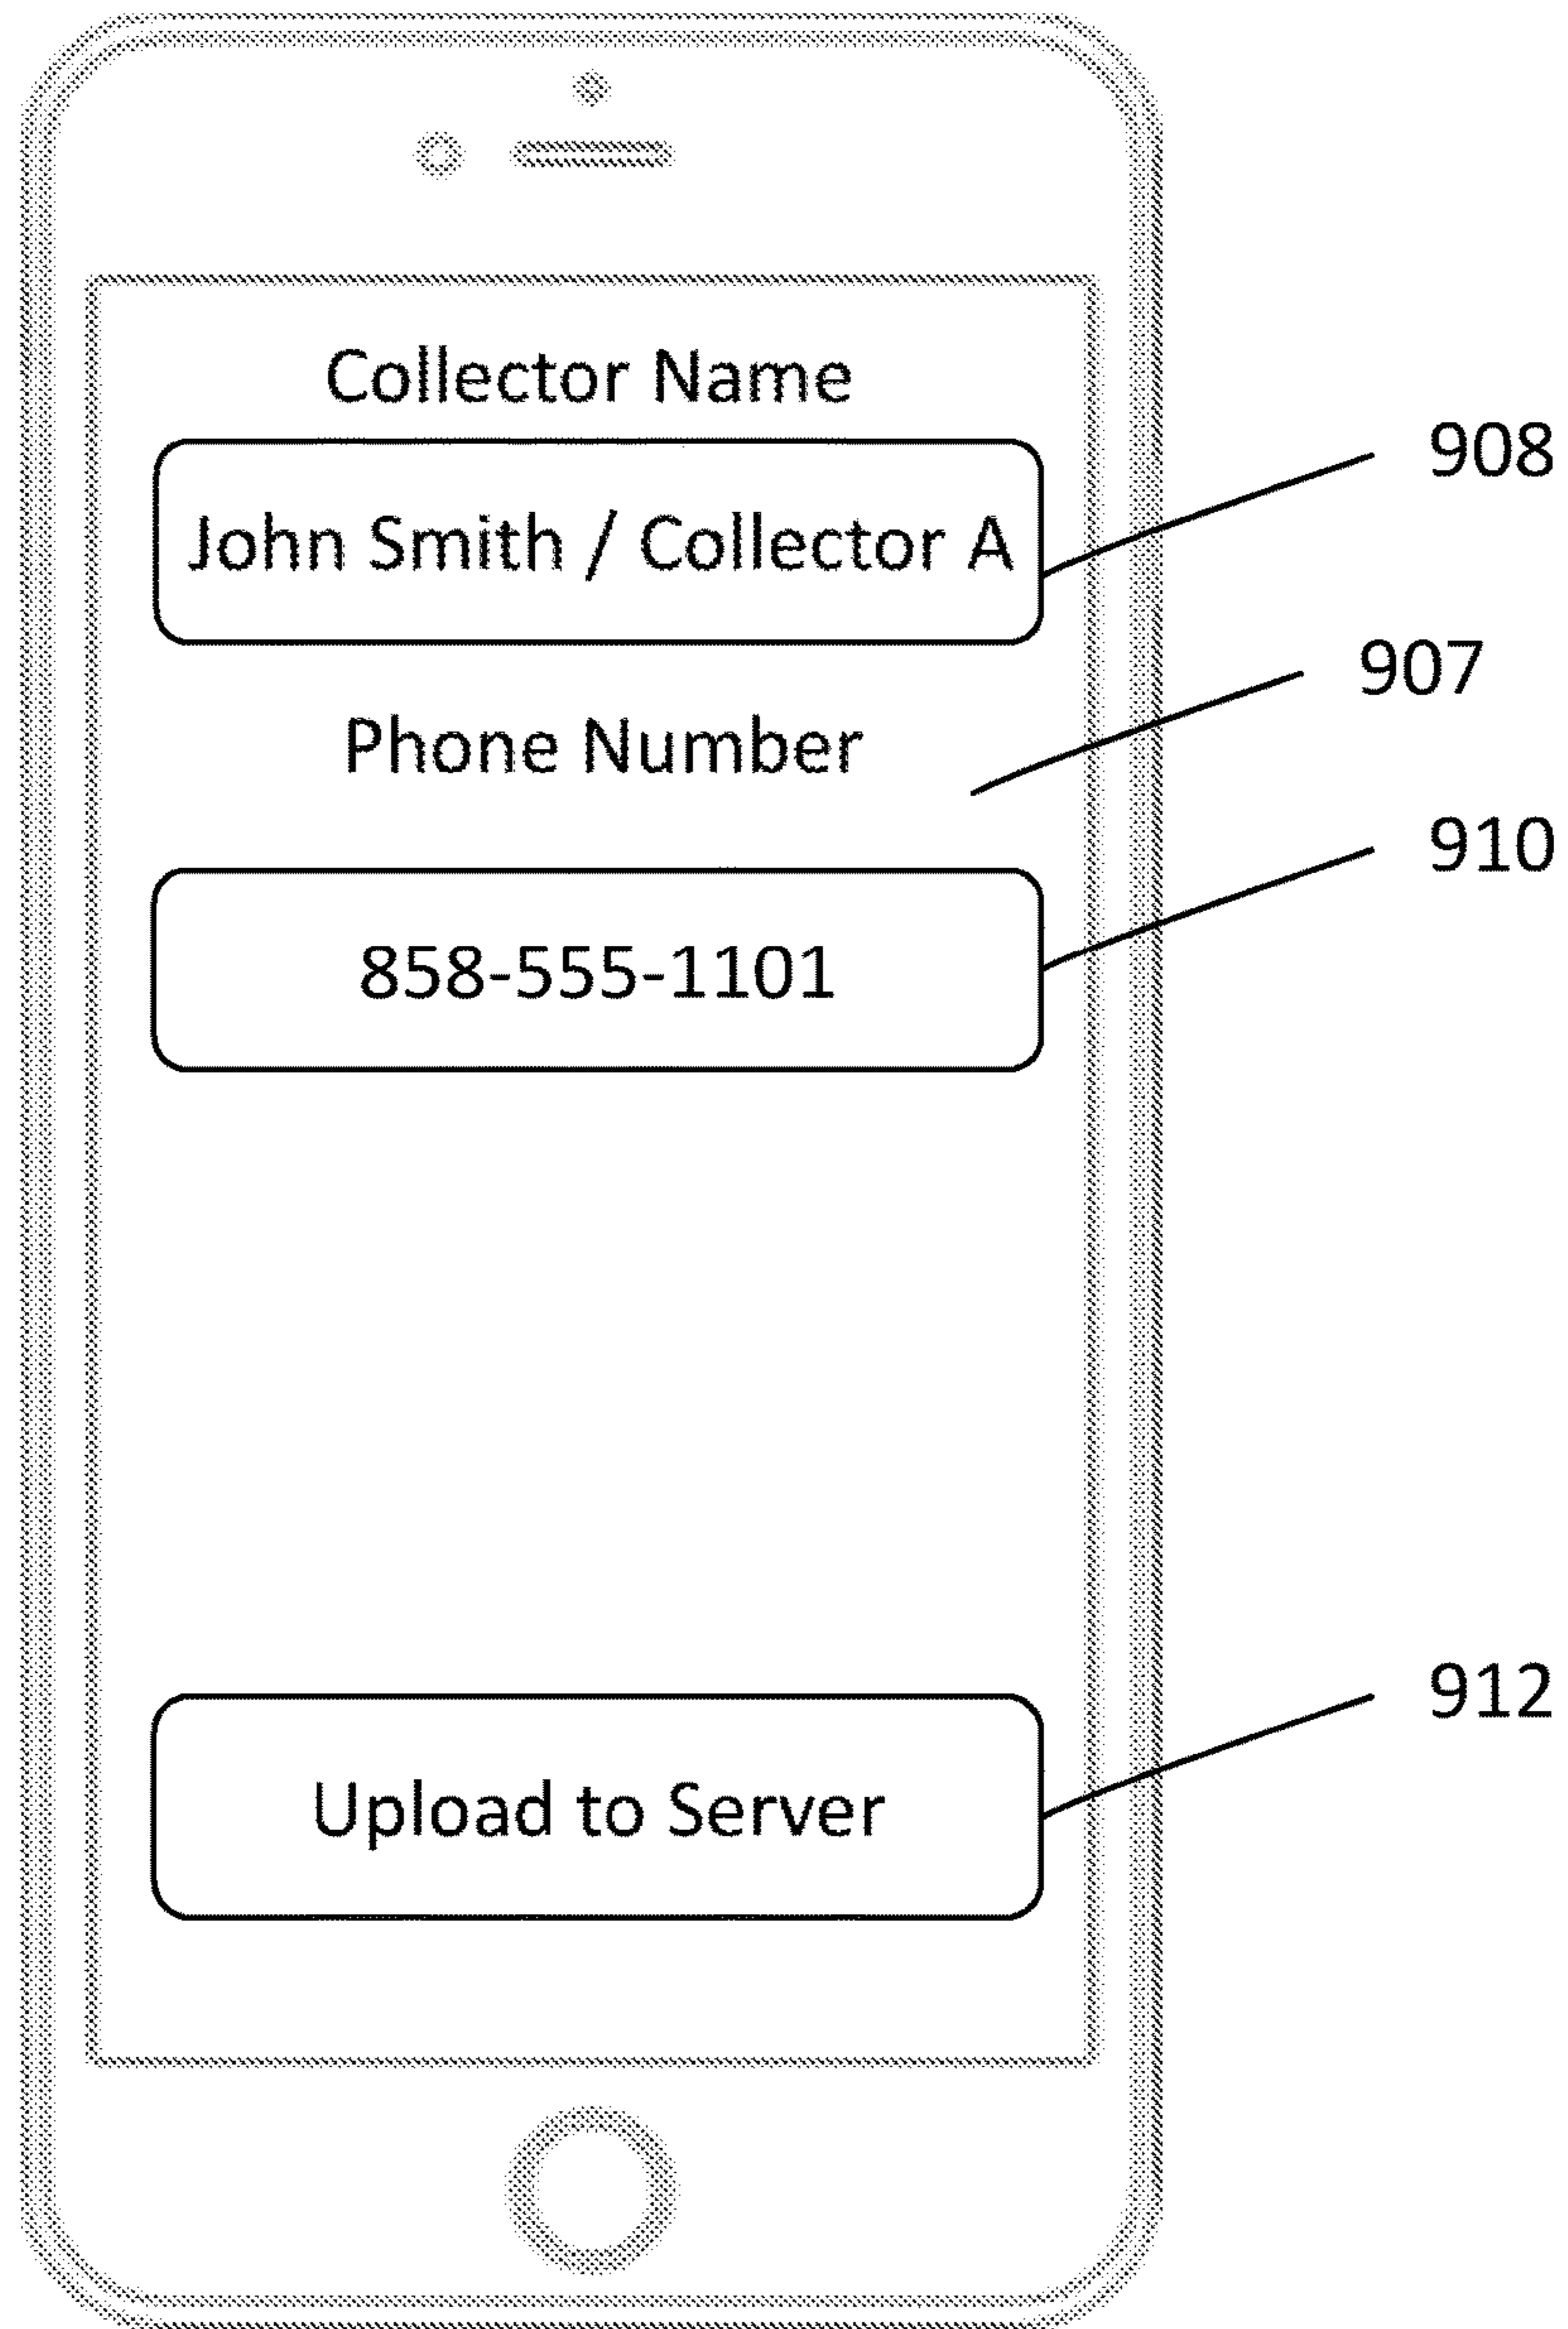 Collector Name
908
John Smith / Collector A
907
Phone Number
910
858-555-1101
912
Upload to Server